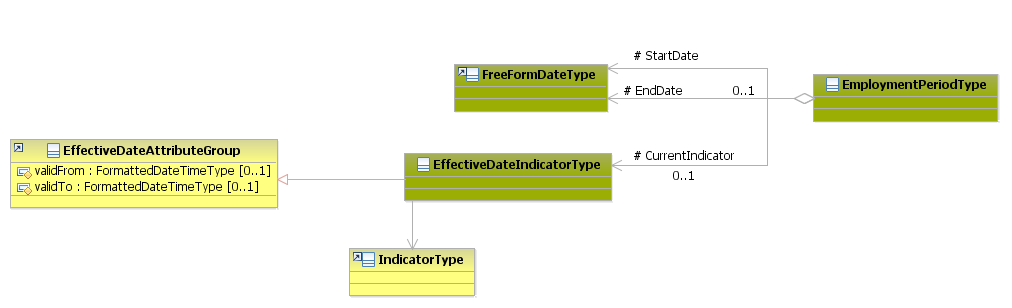 # StartDate
FreeFormDateType
EmploymentPeriodType
# EndDate
0..1
EffectiveDateAttributeGroup
validFrom : FormattedDateTimeType [0..1]
validTo : FormattedDateTimeType [0..1]
EffectiveDateIndicatorType
# CurrentIndicator
0..1
IndicatorType